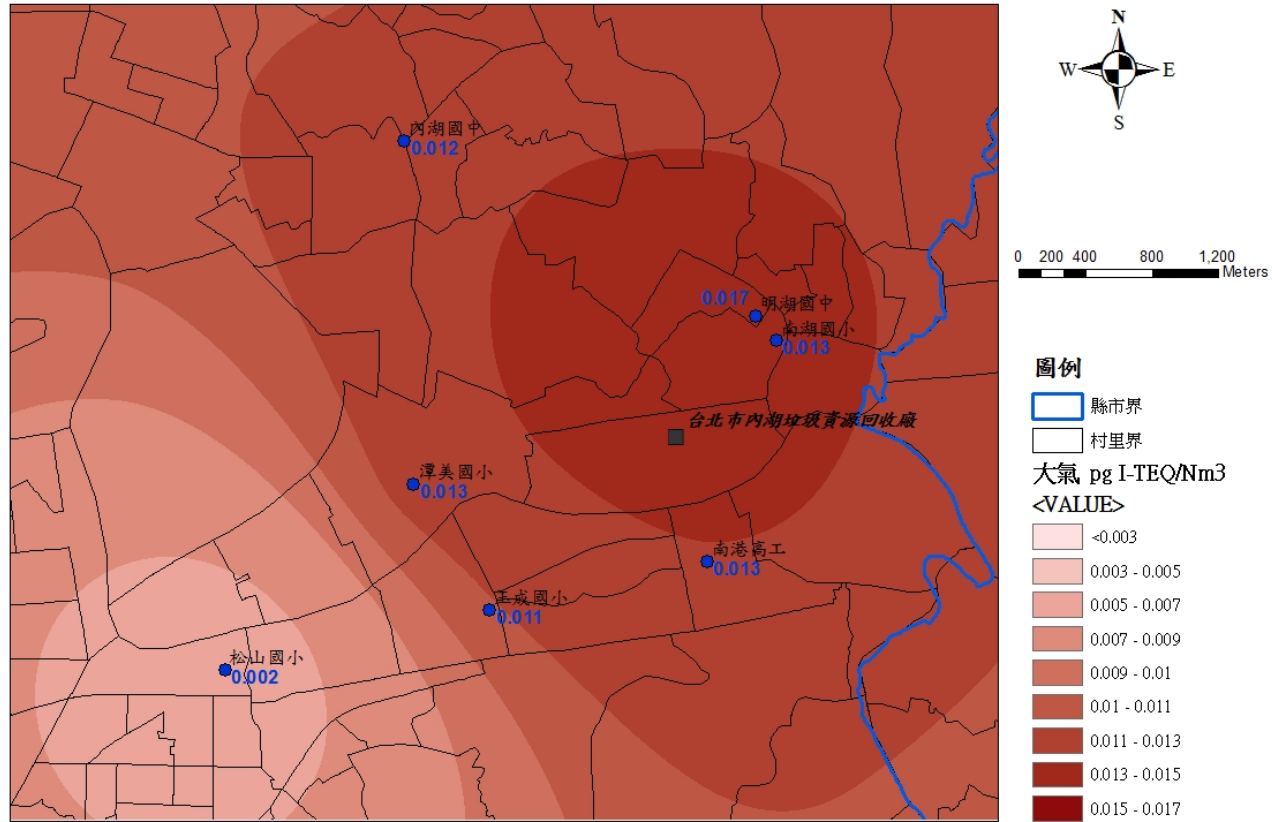 N
W E
S
0 200 400 800 1,200
Meters
內湖國中
0.012
0.017
明湖國中
南湖國小
0.013
台北市內湖垃圾資源回收廠
潭美國小
0.013
南港高工
0.013
玉成國小
0.011
松山國小
0.002
圖例
縣市界
村里界
大氣 pg I-TEQ/Nm3
<VALUE>
<0.003
0.003 - 0.005
0.005 - 0.007
0.007 - 0.009
0.009 - 0.01
0.01 - 0.011
0.011 - 0.013
0.013 - 0.015
0.015 - 0.017